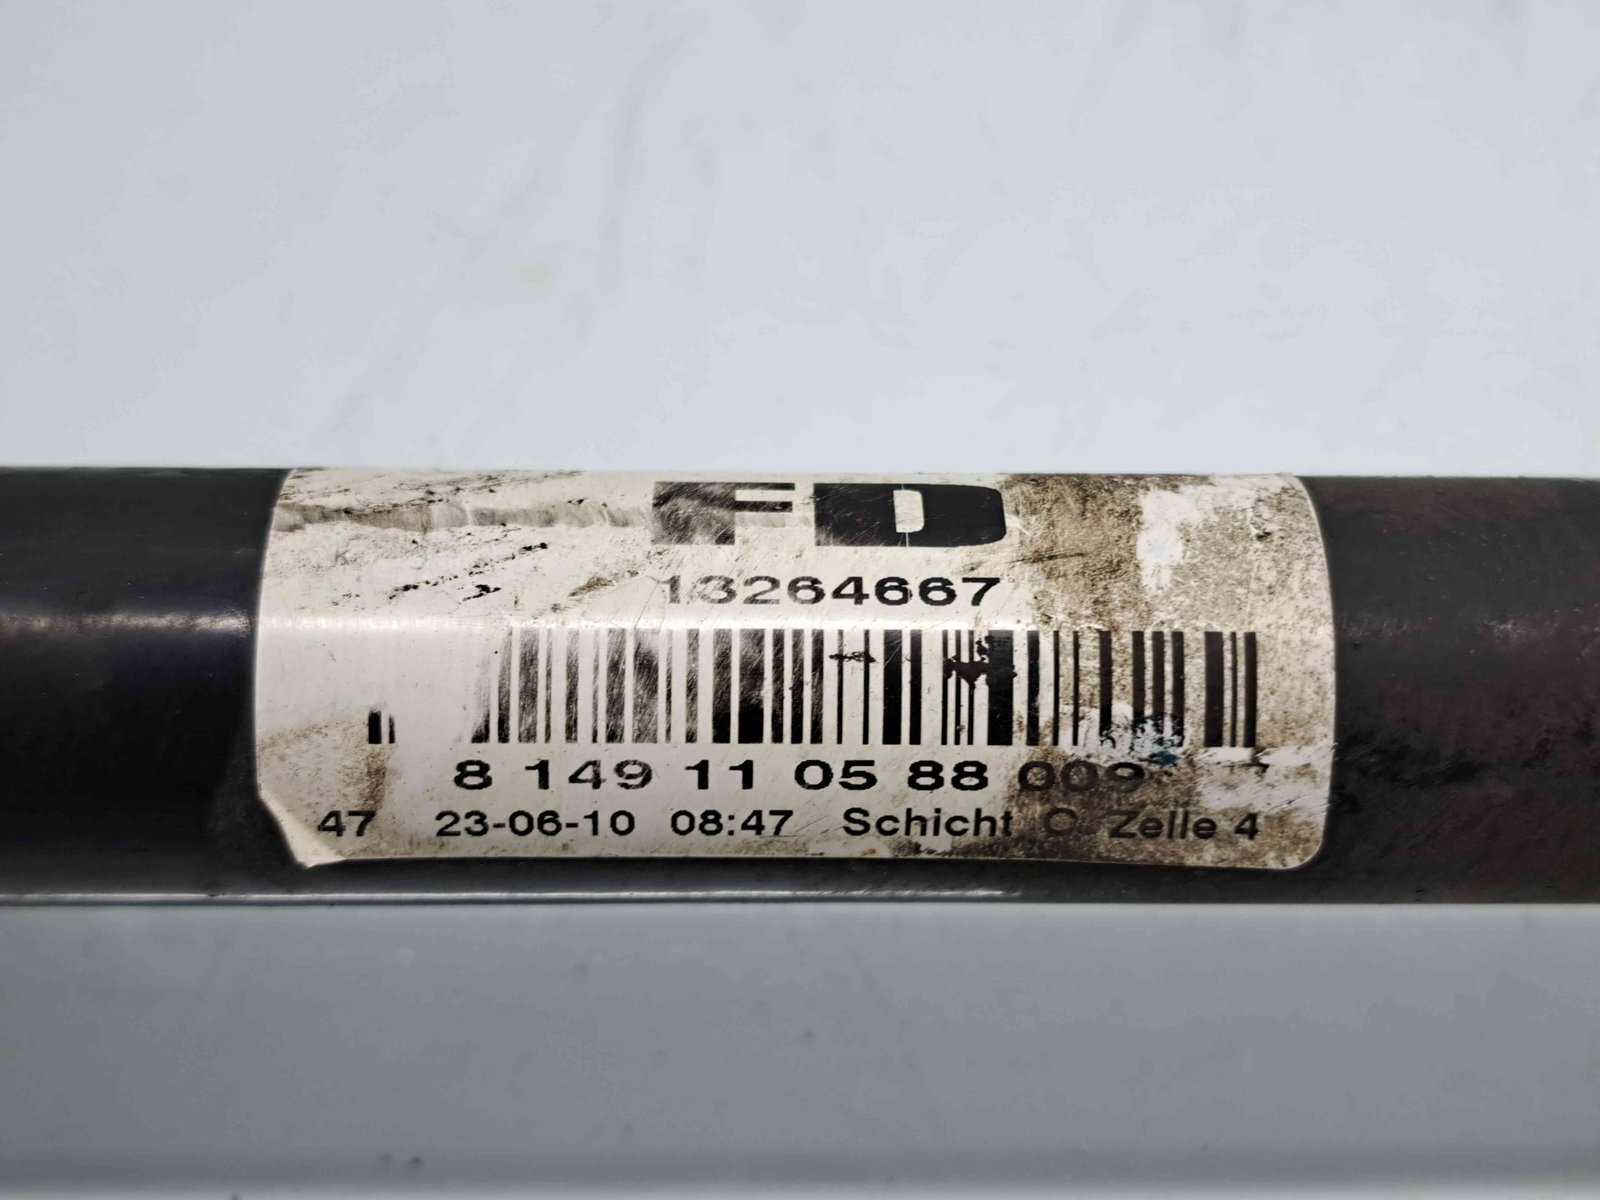 FD
13264667
8 149 11 05 88 009
47 23-06-10 08:47 Schicht C Zelle 4